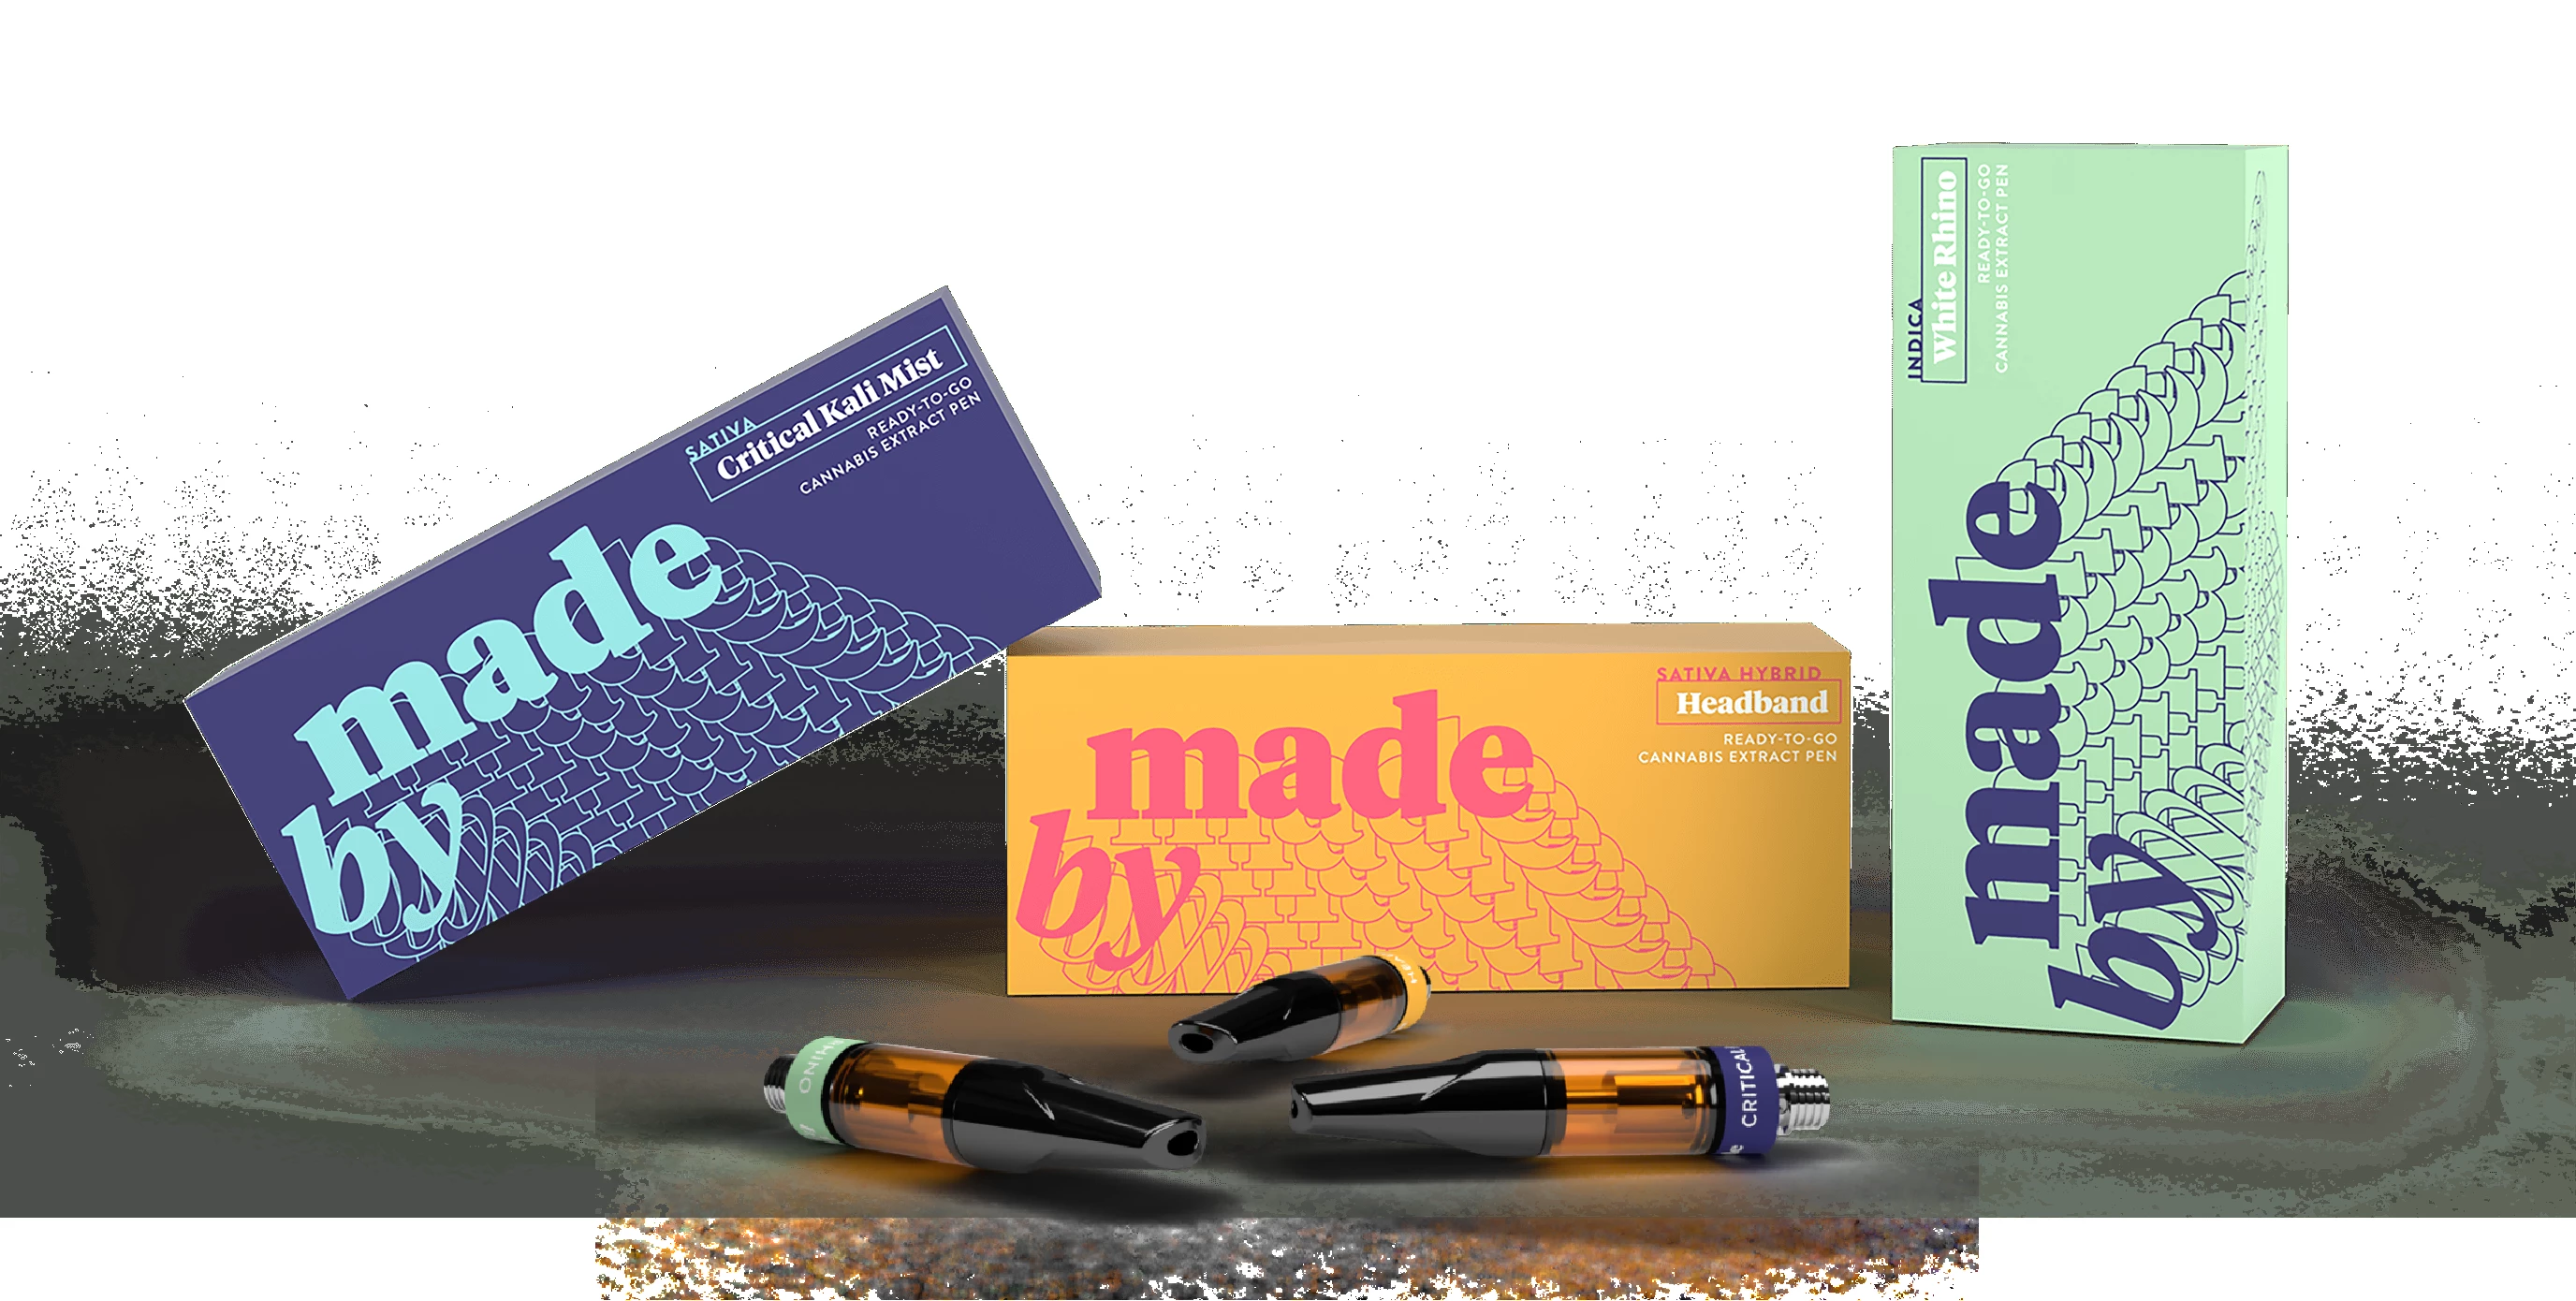 SATIVA
Critical Kali Mist
READY-TO-GO
CANNABIS EXTRACT PEN
made
by
SATIVA HYBRID
Headband
READY-TO-GO
CANNABIS EXTRACT PEN
made
by
INDICA
White Rhino
READY-TO-GO
CANNABIS EXTRACT PEN
made
by
RHINO
CRITICAL